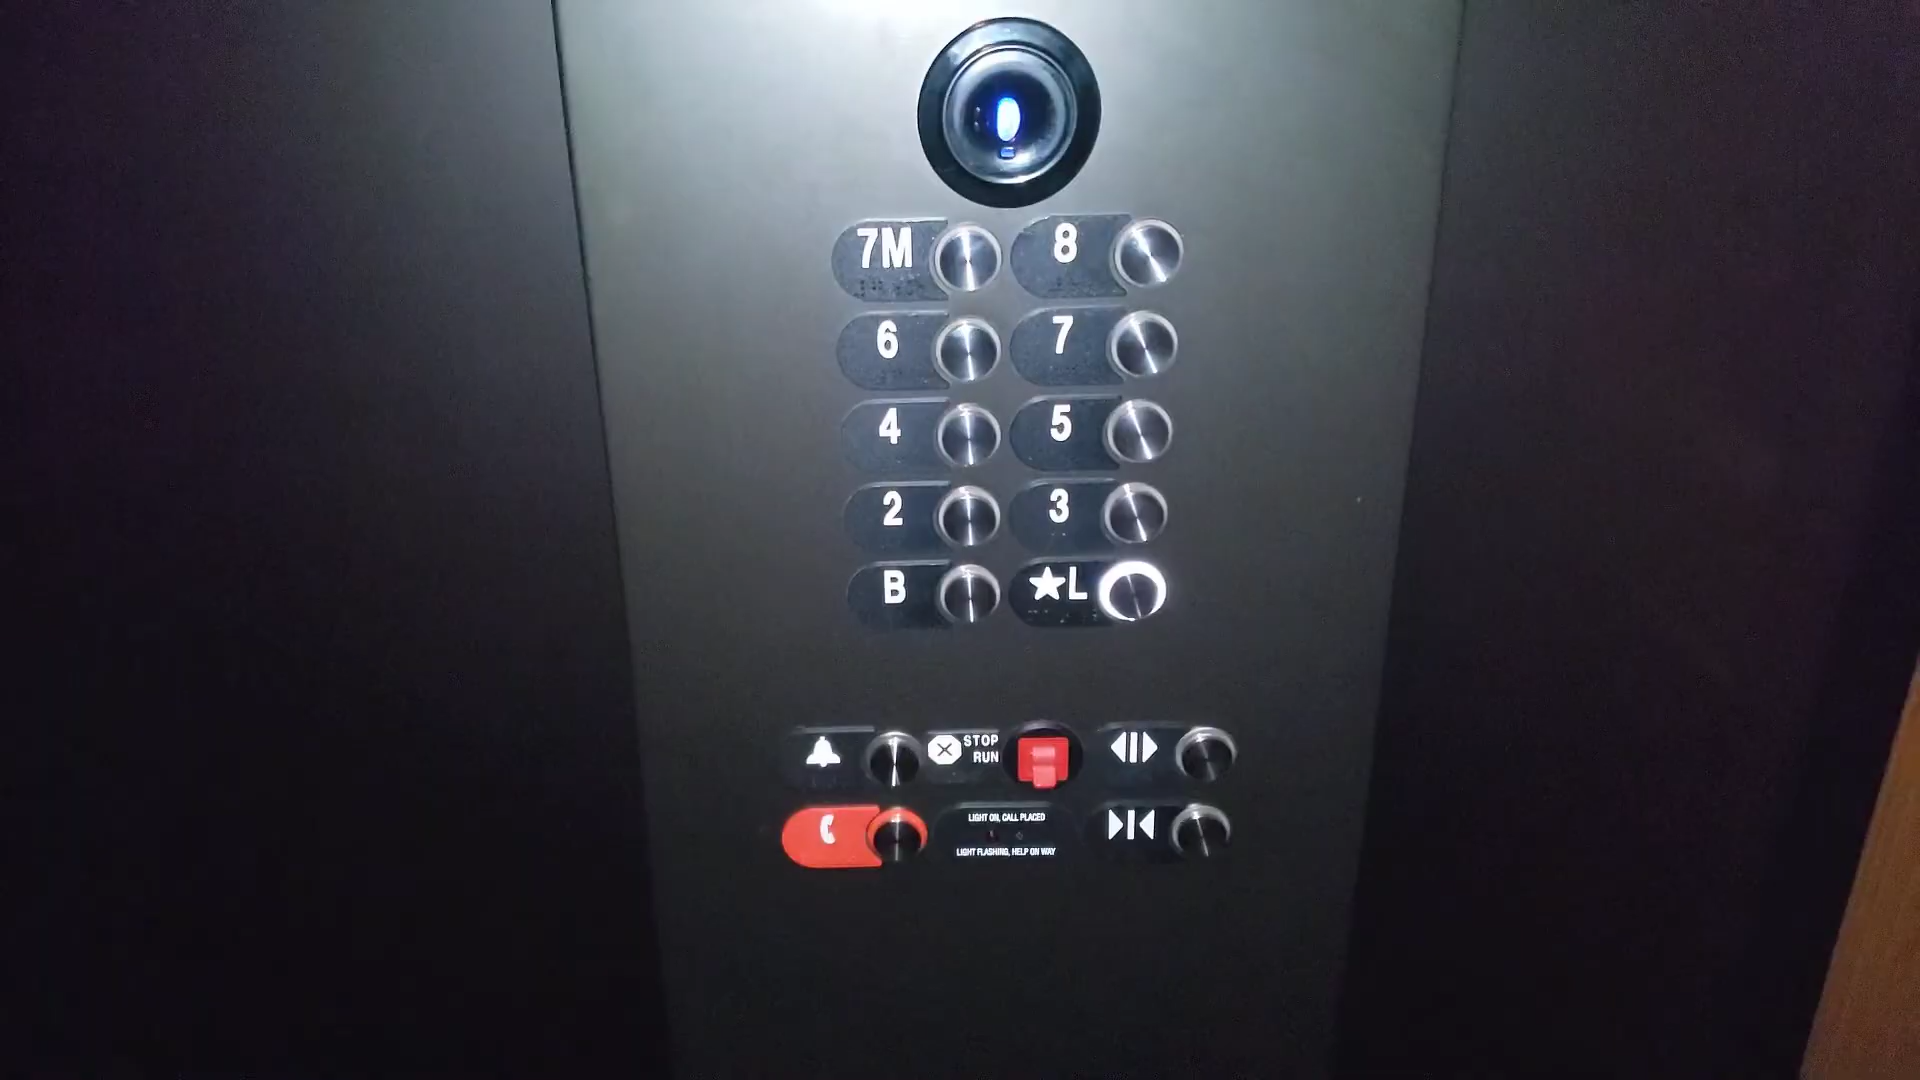 7M 8
6 7
4 5
2 3
B ★L
STOP
RUN
LIGHT ON, CALL PLACED
LIGHT FLASHING, HELP ON WAY